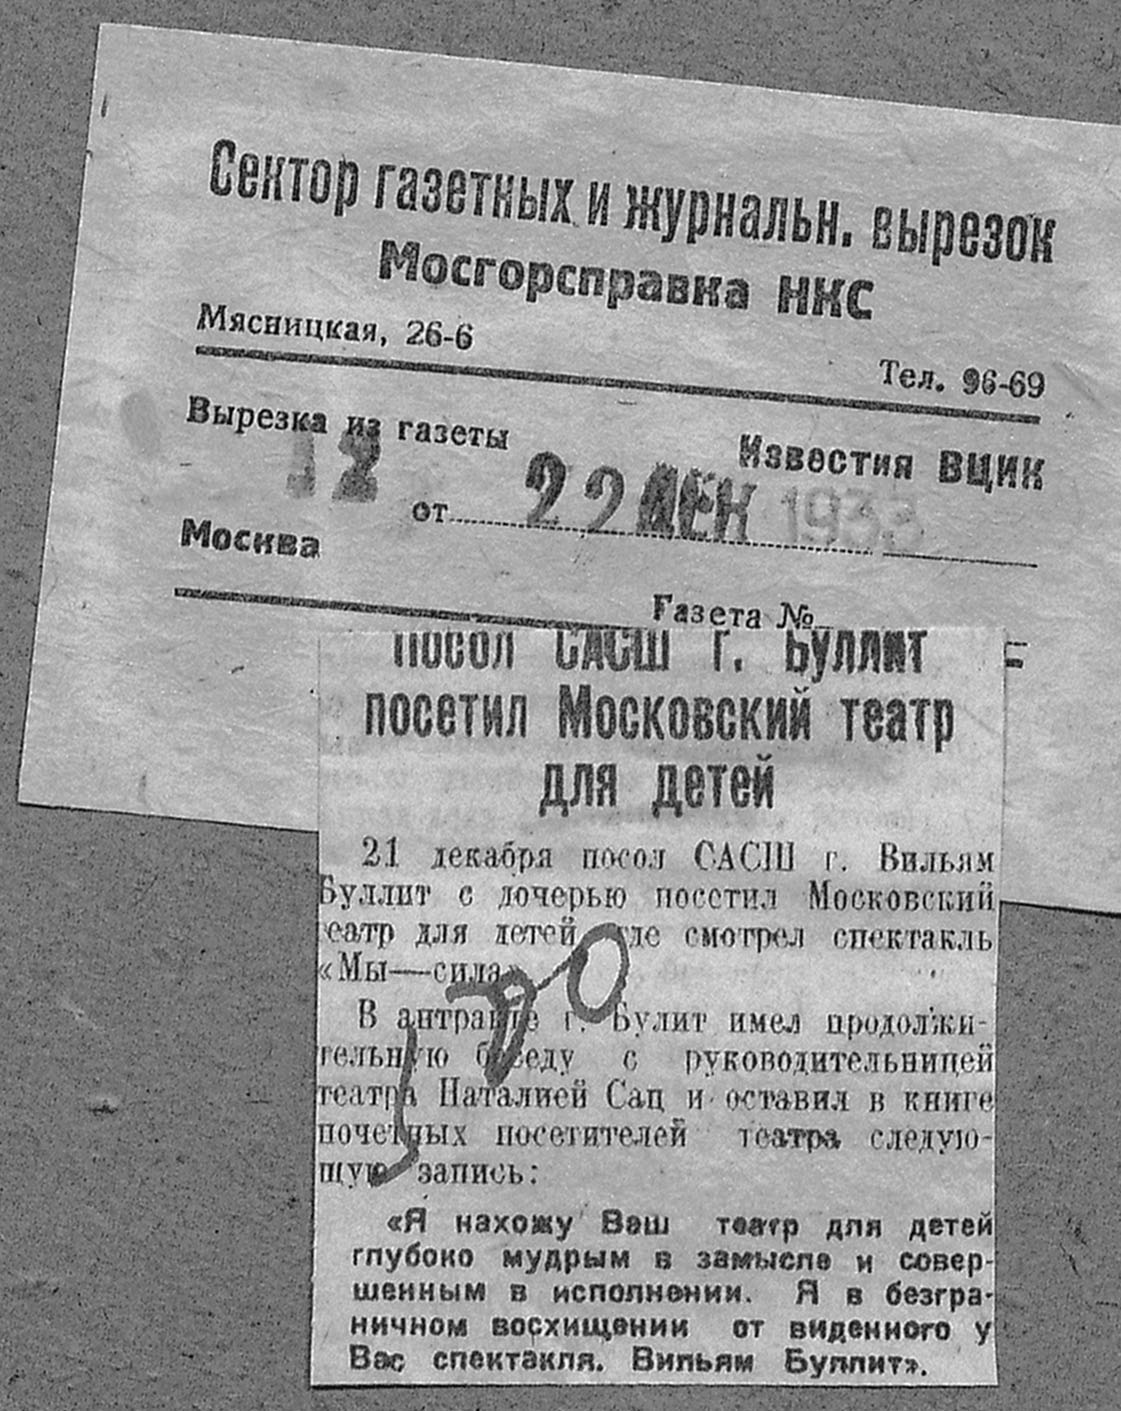 Сектор газетных и журнальн. вырезок
Мосгорсправка НКС
Мясницкая, 26-б
Тел. 96-69
Вырезка из газеты
Известия ВЦИК
12
от 22 ДЕК 1933
Москва
Газета №
ПОСОЛ САСШ г. Буллит
посетил Московский театр
для детей
21 декабря посол САСШ г. Вильям
Буллит с дочерью посетил Московский
театр для детей где смотрел спектакль
«Мы—сила»
В антракте г. Булит имел продолжи-
тельную беседу с руководительницей
театра Наталией Сац и оставил в книге
почетных посетителей театра следую-
щую запись:
«Я нахожу Ваш театр для детей
глубоко мудрым в замысле и совер-
шенным в исполнении. Я в безгра-
ничном восхищении от виденного у
Вас спектакля. Вильям Буллит».